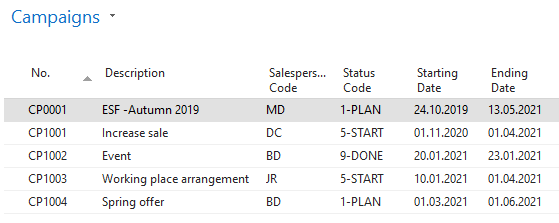 Campaigns
No. Description Salespers... Code Status Code Starting Date Ending Date
CP0001 ESF -Autumn 2019 MD 1-PLAN 24.10.2019 13.05.2021
CP1001 Increase sale DC 5-START 01.11.2020 01.04.2021
CP1002 Event BD 9-DONE 20.01.2021 23.01.2021
CP1003 Working place arrangement JR 5-START 10.01.2021 01.04.2021
CP1004 Spring offer BD 1-PLAN 01.03.2021 01.06.2021